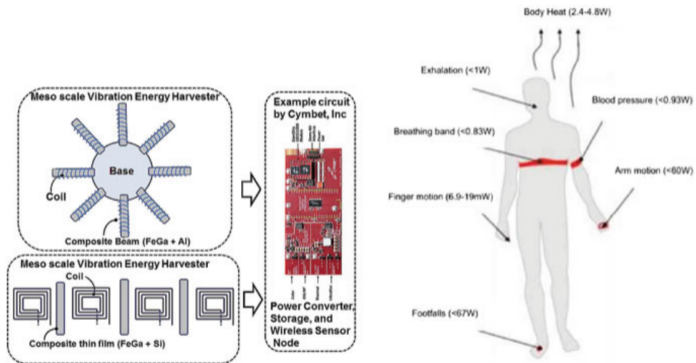 Meso scale Vibration Energy Harvester
Base
Coil
Composite Beam (FeGa + Al)
Meso scale Vibration Energy Harvester
Coil
Composite thin film (FeGa + Si)
Example circuit
by Cymbet, Inc
Power Converter,
Storage, and
Wireless Sensor
Node
Body Heat (2.4-4.8W)
Exhalation (<1W)
Blood pressure (<0.93W)
Breathing band (<0.83W)
Arm motion (<60W)
Finger motion (6.9-19mW)
Footfalls (<67W)